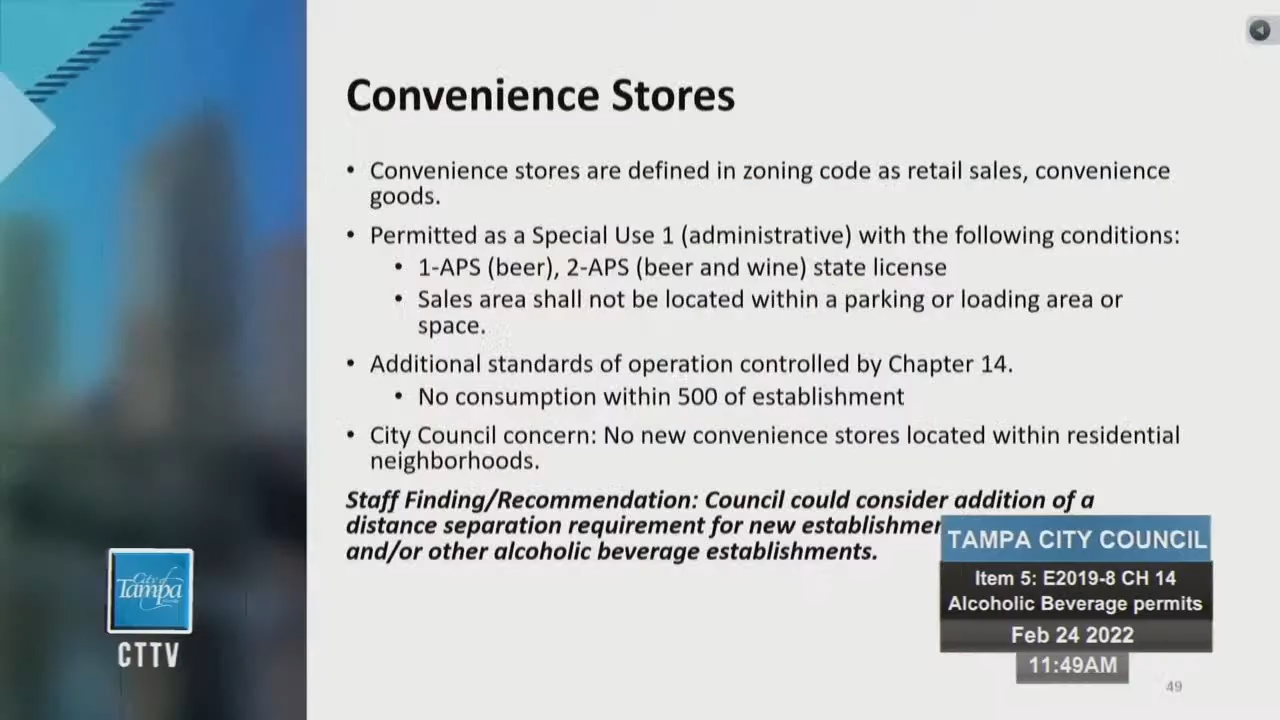 Convenience Stores
• Convenience stores are defined in zoning code as retail sales, convenience
goods.
• Permitted as a Special Use 1 (administrative) with the following conditions:
• 1-APS (beer), 2-APS (beer and wine) state license
• Sales area shall not be located within a parking or loading area or
space.
• Additional standards of operation controlled by Chapter 14.
• No consumption within 500 of establishment
• City Council concern: No new convenience stores located within residential
neighborhoods.
Staff Finding/Recommendation: Council could consider addition of a
distance separation requirement for new
and/or other alcoholic beverage establishments.
TAMPA CITY COUNCIL
Item 5: E2019-8 CH 14
Alcoholic Beverage permits
Feb 24 2022
11:49AM
49
City of
Tampa
CTTV